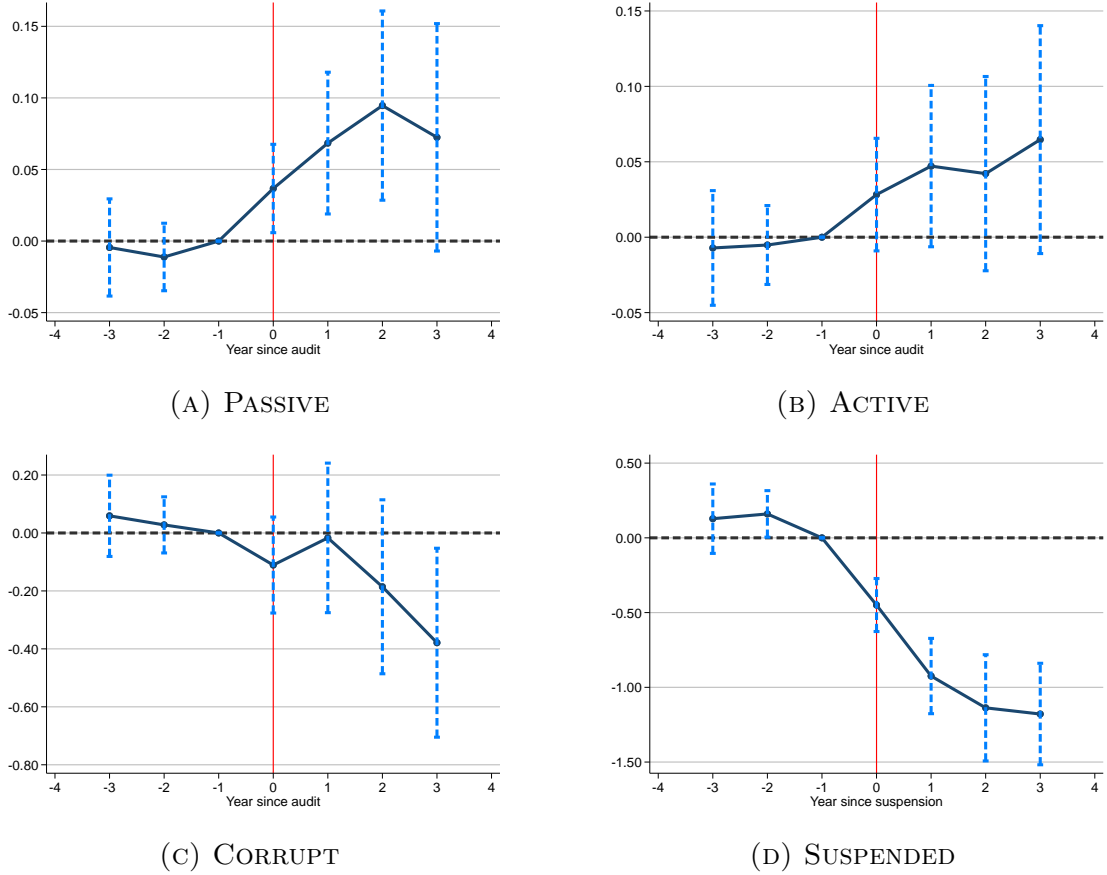 0.15
0.10
0.05
0.00
-0.05
-4 -3 -2 -1 0 1 2 3 4
Year since audit
(A) PASSIVE
0.15
0.10
0.05
0.00
-0.05
-4 -3 -2 -1 0 1 2 3 4
Year since audit
(B) ACTIVE
0.20
0.00
-0.20
-0.40
-0.60
-0.80
-4 -3 -2 -1 0 1 2 3 4
Year since audit
(C) CORRUPT
0.50
0.00
-0.50
-1.00
-1.50
-4 -3 -2 -1 0 1 2 3 4
Year since suspension
(D) SUSPENDED